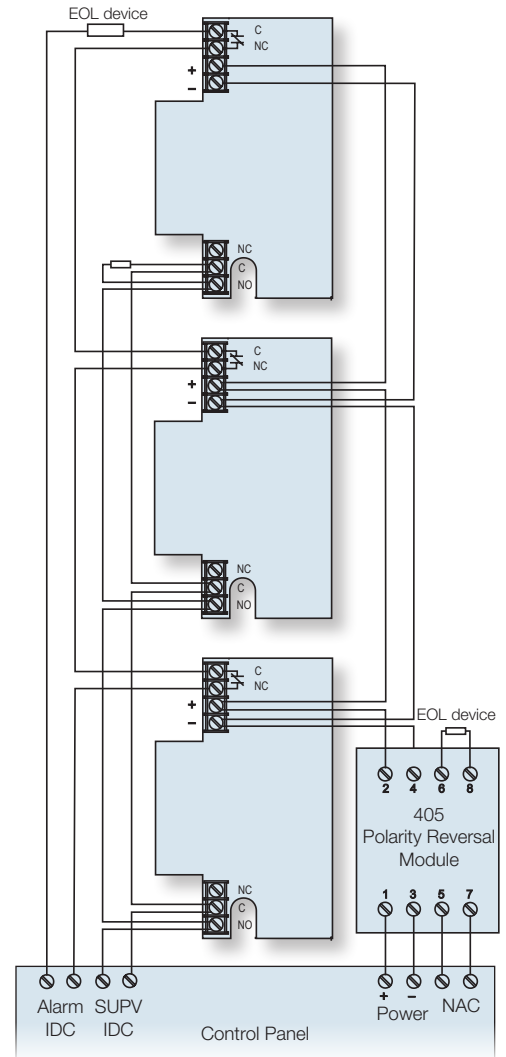 EOL device
C
NC
+
–
NC
C
NO
C
NC
+
–
NC
C
NO
C
NC
+
–
EOL device
2 4 6 8
405
Polarity Reversal
Module
1 3 5 7
NC
C
NO
Alarm
IDC
SUPV
IDC
+ –
Power
NAC
Control Panel